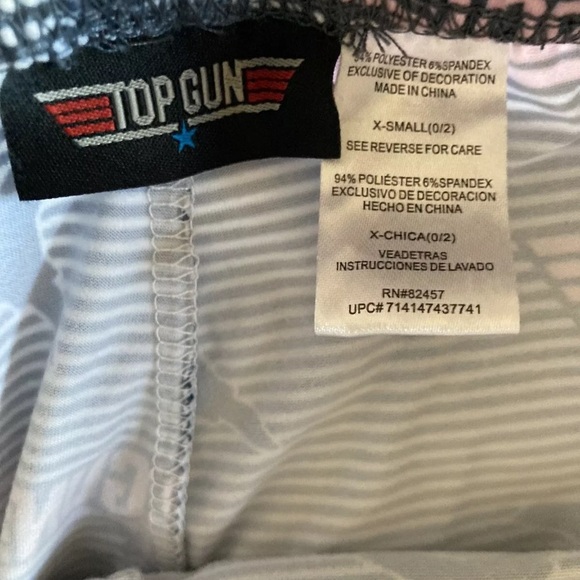 TOP GUN
94% POLYESTER 6%SPANDEX
EXCLUSIVE OF DECORATION
MADE IN CHINA
X-SMALL(0/2)
SEE REVERSE FOR CARE
94% POLIÉSTER 6%SPANDEX
EXCLUSIVO DE DECORACION
HECHO EN CHINA
X-CHICA(0/2)
VEADETRAS
INSTRUCCIONES DE LAVADO
RN#82457
UPC# 714147437741